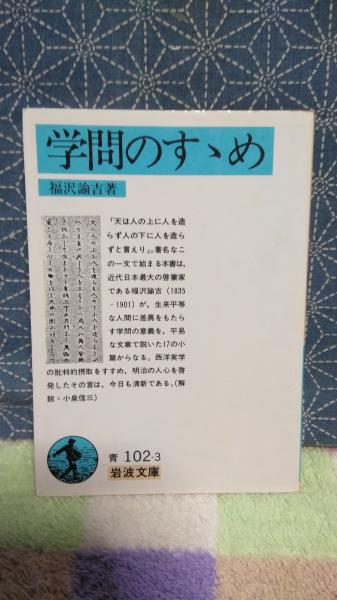 学問のすゝめ
福沢諭吉著
「天は人の上に人を造
らず人の下に人を造ら
ずと言えり」。著名なこ
の一文で始まる本書は、
近代日本最大の啓蒙家
である福沢諭吉（1835
-1901）が、生来平等
な人間に差異をもたら
す学問の意義を、平易
な文章で説いた17の小
篇からなる。西洋実学
の批判的摂取をすすめ，明治の人心を啓
発したその言は，今日も清新である。（解
説＝小泉信三）
青 102-3
岩波文庫